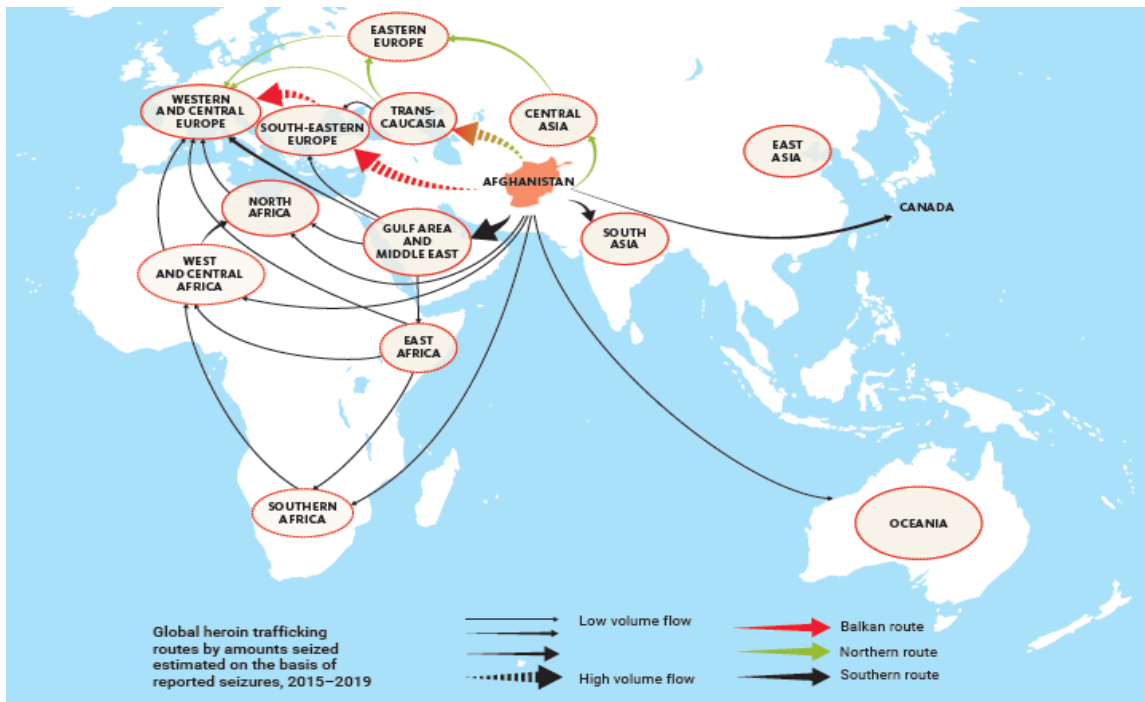 EASTERN
EUROPE
WESTERN
AND CENTRAL
EUROPE
SOUTH-EASTERN
EUROPE
TRANS-
CAUCASIA
CENTRAL
ASIA
EAST
ASIA
AFGHANISTAN
NORTH
AFRICA
GULF AREA
AND
MIDDLE EAST
SOUTH
ASIA
CANADA
WEST
AND CENTRAL
AFRICA
EAST
AFRICA
SOUTHERN
AFRICA
OCEANIA
Global heroin trafficking
routes by amounts seized
estimated on the basis of
reported seizures, 2015–2019
Low volume flow
High volume flow
Balkan route
Northern route
Southern route